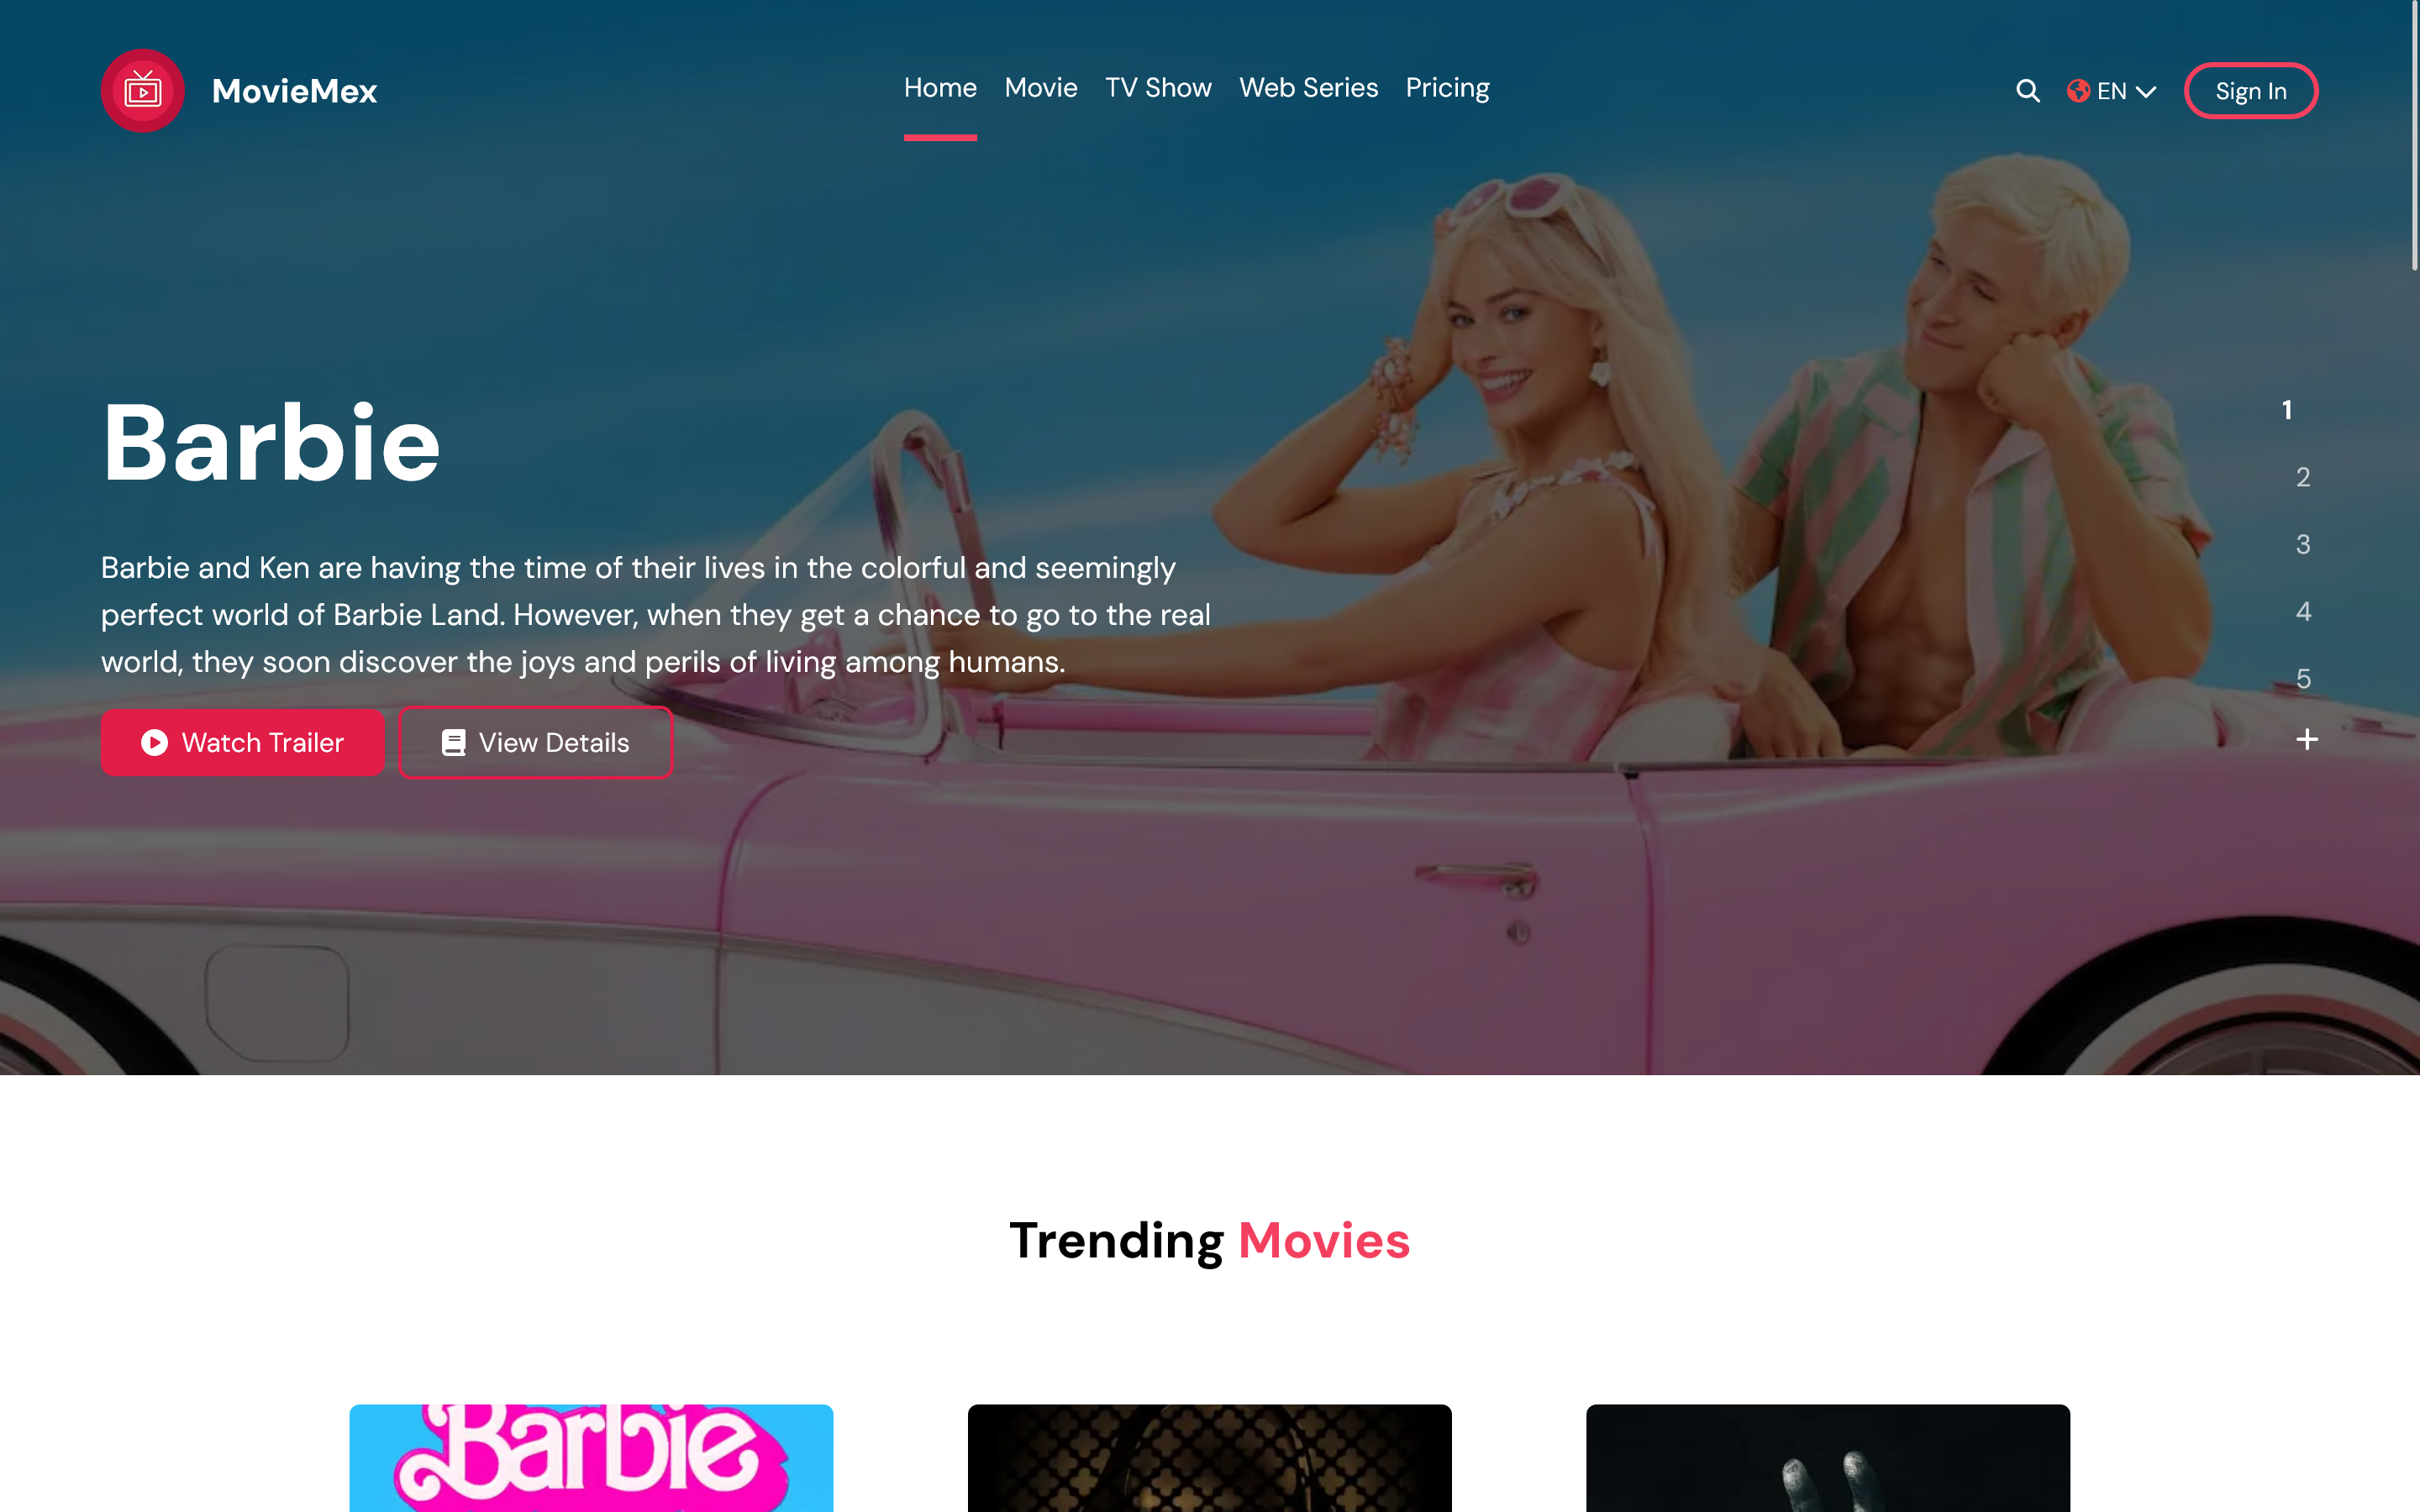 MovieMex
Home Movie TV Show Web Series Pricing
EN
Sign In
Barbie
1
2
3
4
5
Barbie and Ken are having the time of their lives in the colorful and seemingly
perfect world of Barbie Land. However, when they get a chance to go to the real
world, they soon discover the joys and perils of living among humans.
Watch Trailer
View Details
Trending Movies
Barbie